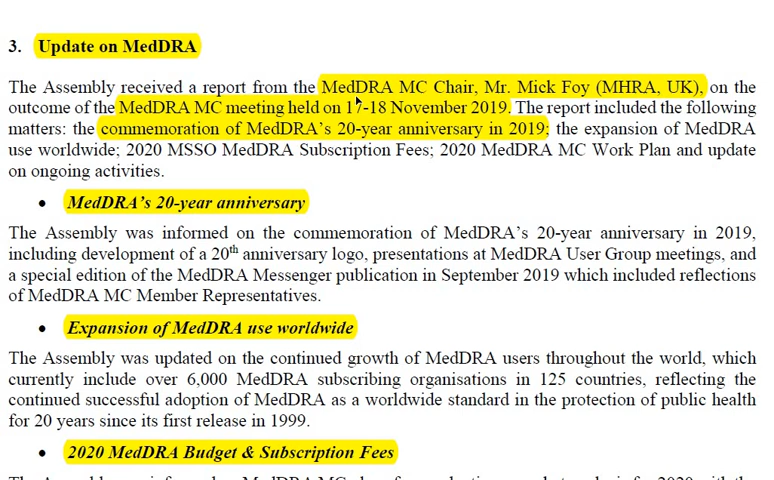 3. Update on MedDRA
The Assembly received a report from the MedDRA MC Chair, Mr. Mick Foy (MHRA, UK), on the
outcome of the MedDRA MC meeting held on 17-18 November 2019. The report included the following
matters: the commemoration of MedDRA's 20-year anniversary in 2019; the expansion of MedDRA
use worldwide; 2020 MSSO MedDRA Subscription Fees; 2020 MedDRA MC Work Plan and update
on ongoing activities.
• MedDRA's 20-year anniversary
The Assembly was informed on the commemoration of MedDRA's 20-year anniversary in 2019,
including development of a 20th anniversary logo, presentations at MedDRA User Group meetings, and
a special edition of the MedDRA Messenger publication in September 2019 which included reflections
of MedDRA MC Member Representatives.
• Expansion of MedDRA use worldwide
The Assembly was updated on the continued growth of MedDRA users throughout the world, which
currently include over 6,000 MedDRA subscribing organisations in 125 countries, reflecting the
continued successful adoption of MedDRA as a worldwide standard in the protection of public health
for 20 years since its first release in 1999.
• 2020 MedDRA Budget & Subscription Fees